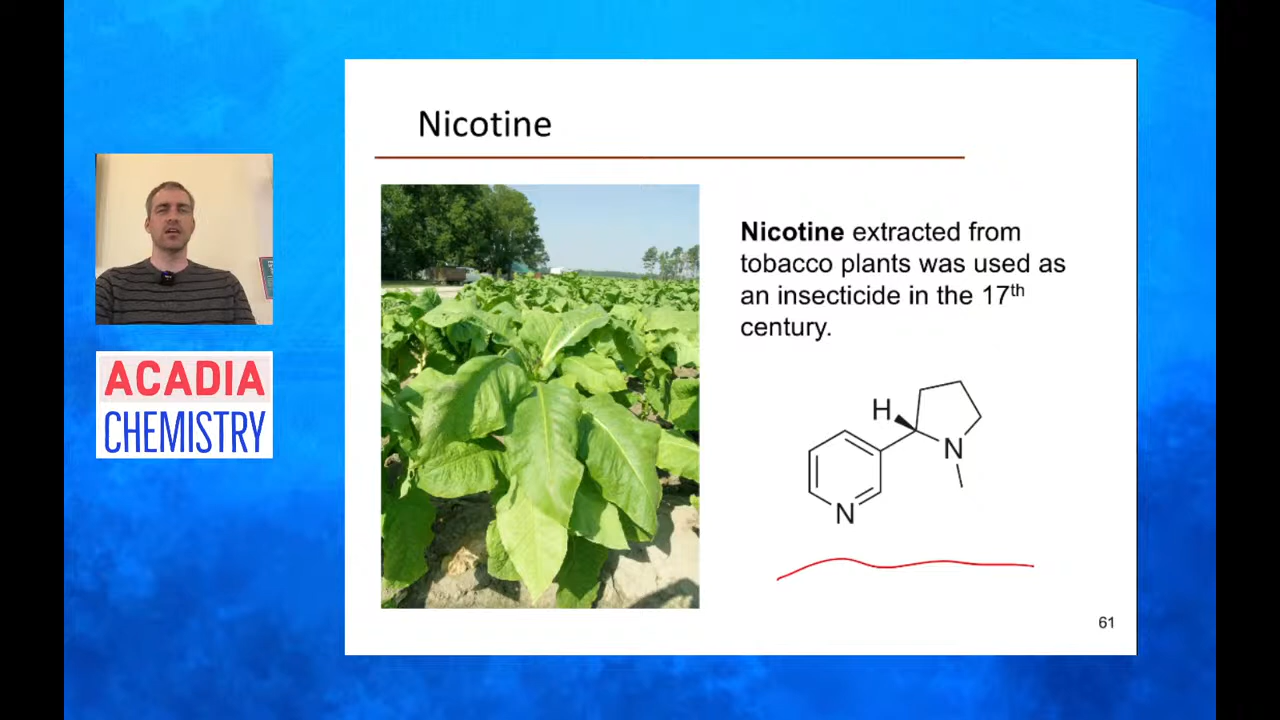 Nicotine
Nicotine extracted from
tobacco plants was used as
an insecticide in the 17th
century.
H
N
N
ACADIA
CHEMISTRY
61